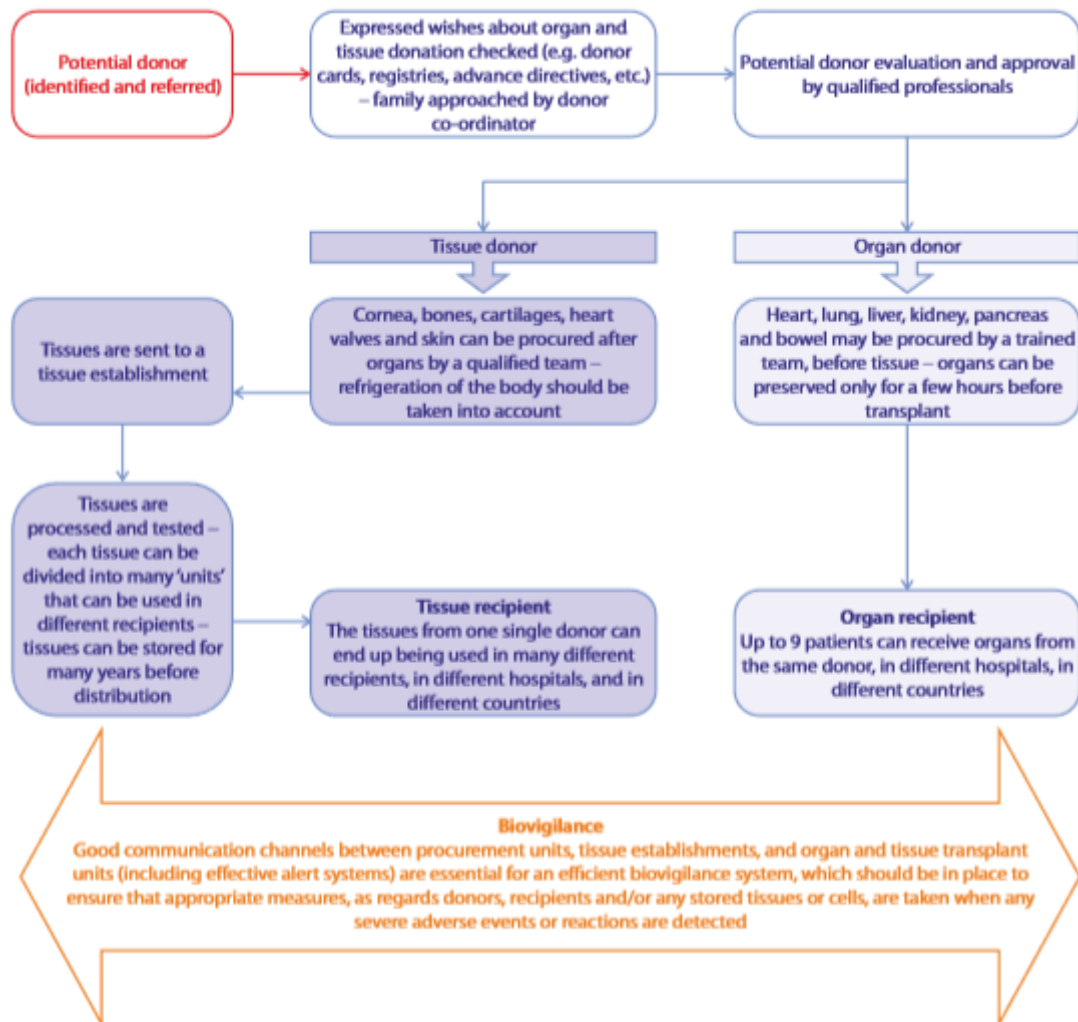 Potential donor
(identified and referred)
Expressed wishes about organ and
tissue donation checked (e.g. donor
cards, registries, advance directives, etc.)
– family approached by donor
co-ordinator
Potential donor evaluation and approval
by qualified professionals
Tissue donor
Organ donor
Tissues are sent to a
tissue establishment
Cornea, bones, cartilages, heart
valves and skin can be procured after
organs by a qualified team –
refrigeration of the body should be
taken into account
Heart, lung, liver, kidney, pancreas
and bowel may be procured by a trained
team, before tissue – organs can be
preserved only for a few hours before
transplant
Tissues are
processed and tested –
each tissue can be
divided into many ‘units’
that can be used in
different recipients –
tissues can be stored for
many years before
distribution
Tissue recipient
The tissues from one single donor can
end up being used in many different
recipients, in different hospitals, and in
different countries
Organ recipient
Up to 9 patients can receive organs from
the same donor, in different hospitals, in
different countries
Biovigilance
Good communication channels between procurement units, tissue establishments, and organ and tissue transplant
units (including effective alert systems) are essential for an efficient biovigilance system, which should be in place to
ensure that appropriate measures, as regards donors, recipients and/or any stored tissues or cells, are taken when any
severe adverse events or reactions are detected